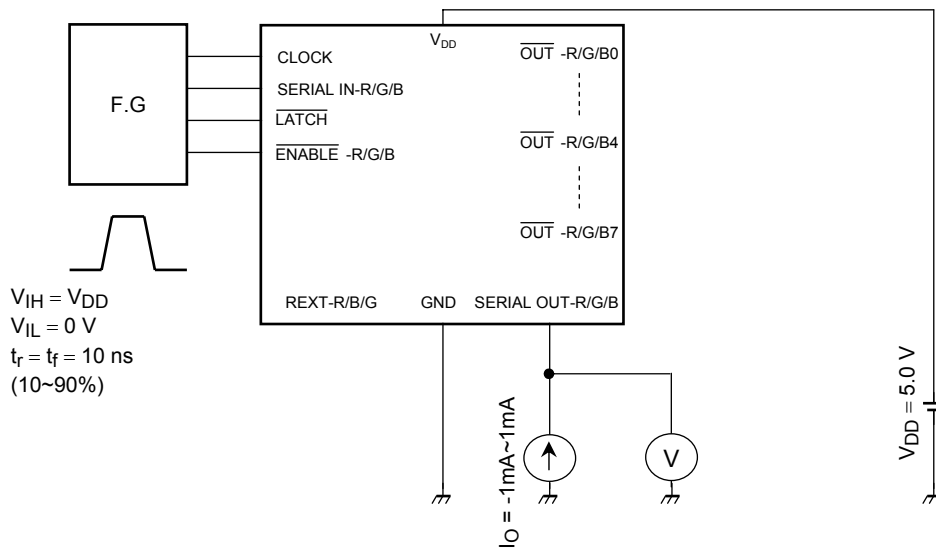 V_DD
CLOCK
SERIAL IN-R/G/B
LATCH
ENABLE -R/G/B
OUT -R/G/B0
OUT -R/G/B4
OUT -R/G/B7
F.G
REXT-R/B/G
GND
SERIAL OUT-R/G/B
V_IH = V_DD
V_IL = 0 V
t_r = t_f = 10 ns
(10~90%)
I_O = -1mA~1mA
V
V_DD = 5.0 V